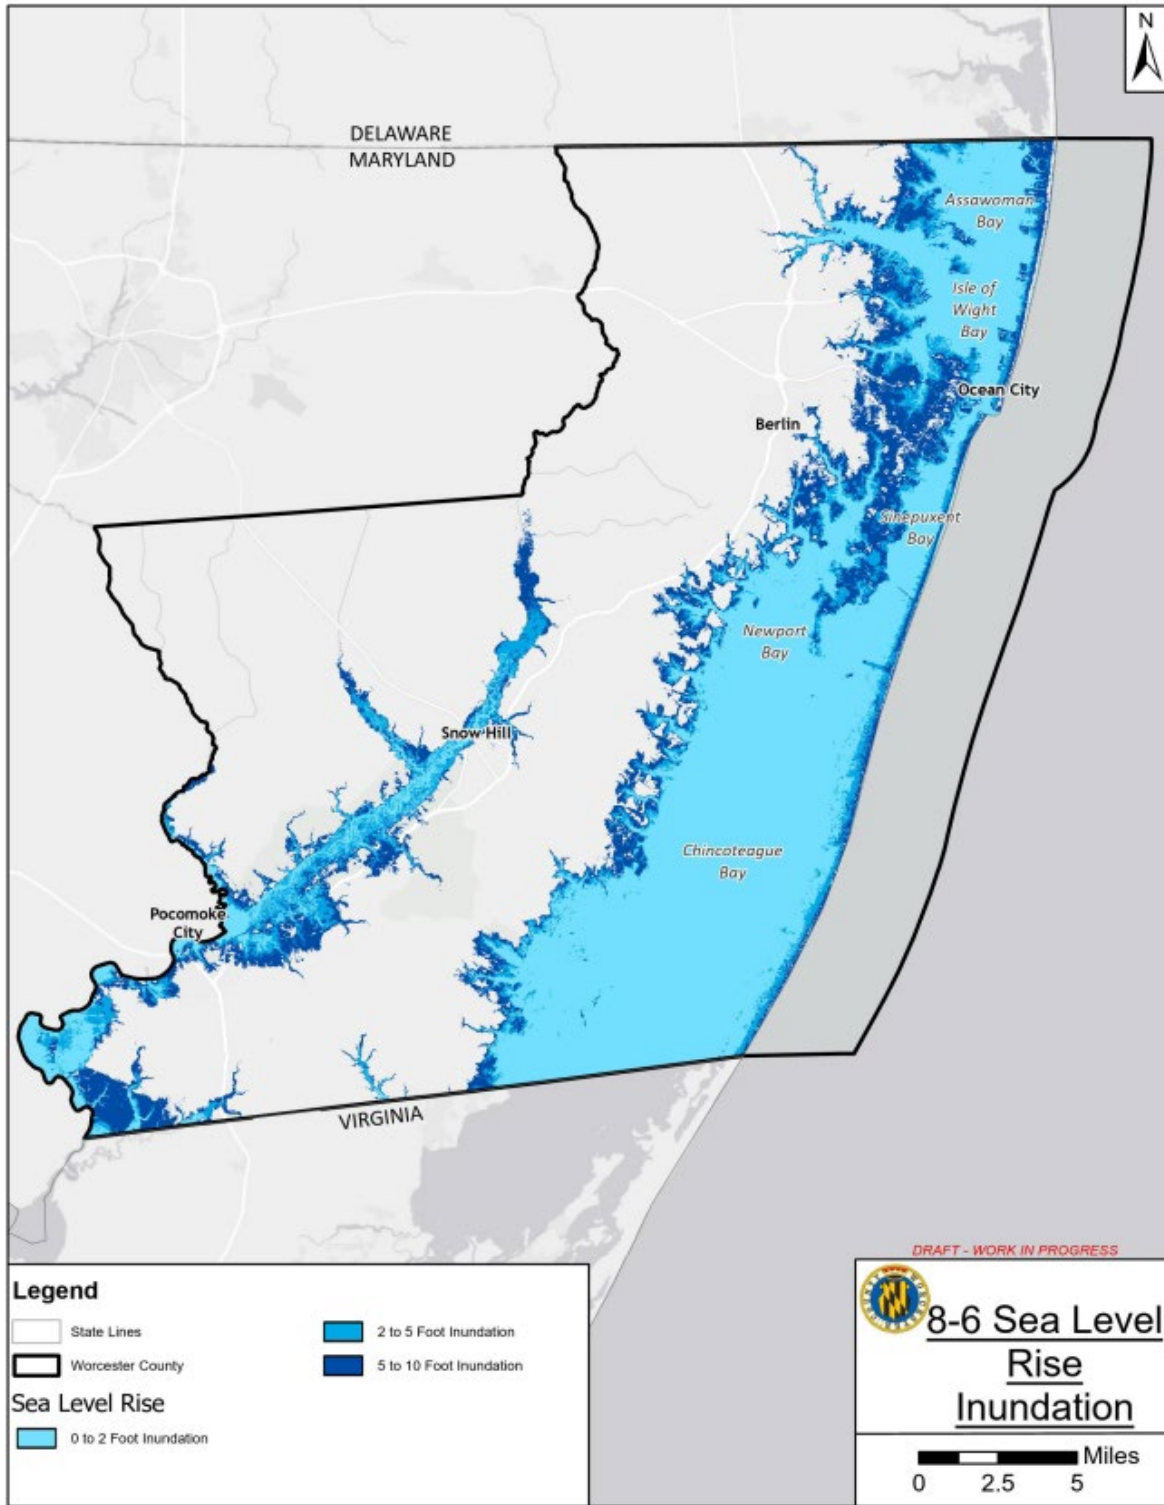 N
DELAWARE
MARYLAND
Assawoman
Bay
Isle of
Wight
Bay
Ocean City
Berlin
Sinepuxent
Bay
Newport
Bay
Snow Hill
Chincoteague
Bay
Pocomoke
City
VIRGINIA
DRAFT - WORK IN PROGRESS
Legend
State Lines
Worcester County
Sea Level Rise
0 to 2 Foot Inundation
2 to 5 Foot Inundation
5 to 10 Foot Inundation
8-6 Sea Level
Rise
Inundation
Miles
0 2.5 5